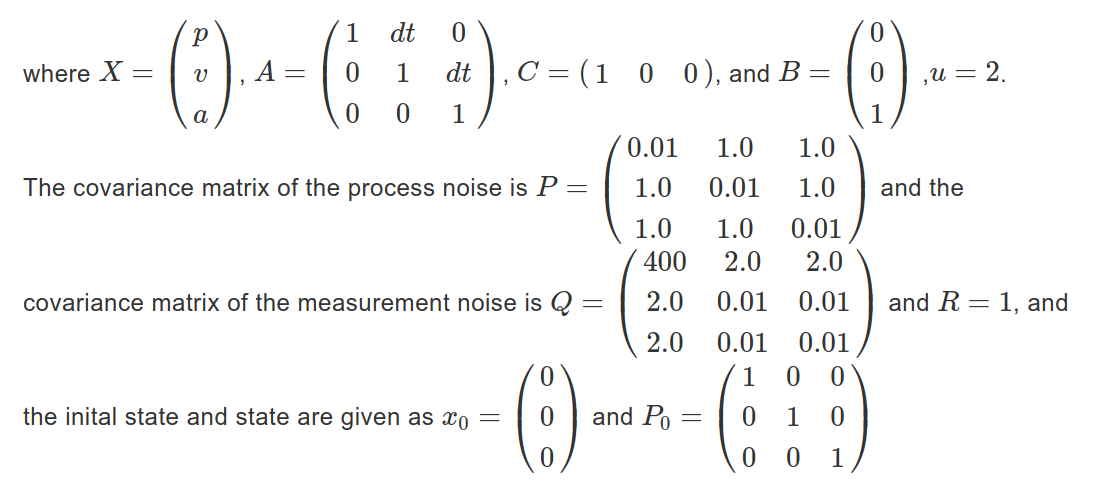 where $X = \begin{pmatrix} p \\ v \\ a \end{pmatrix}$, $A = \begin{pmatrix} 1 & dt & 0 \\ 0 & 1 & dt \\ 0 & 0 & 1 \end{pmatrix}$, $C = \begin{pmatrix} 1 & 0 & 0 \end{pmatrix}$, and $B = \begin{pmatrix} 0 \\ 0 \\ 1 \end{pmatrix}$ ,$u = 2$.
The covariance matrix of the process noise is $P = \begin{pmatrix} 0.01 & 1.0 & 1.0 \\ 1.0 & 0.01 & 1.0 \\ 1.0 & 1.0 & 0.01 \end{pmatrix}$ and the
covariance matrix of the measurement noise is $Q = \begin{pmatrix} 400 & 2.0 & 2.0 \\ 2.0 & 0.01 & 0.01 \\ 2.0 & 0.01 & 0.01 \end{pmatrix}$ and $R = 1$, and
the inital state and state are given as $x_0 = \begin{pmatrix} 0 \\ 0 \\ 0 \end{pmatrix}$ and $P_0 = \begin{pmatrix} 1 & 0 & 0 \\ 0 & 1 & 0 \\ 0 & 0 & 1 \end{pmatrix}$